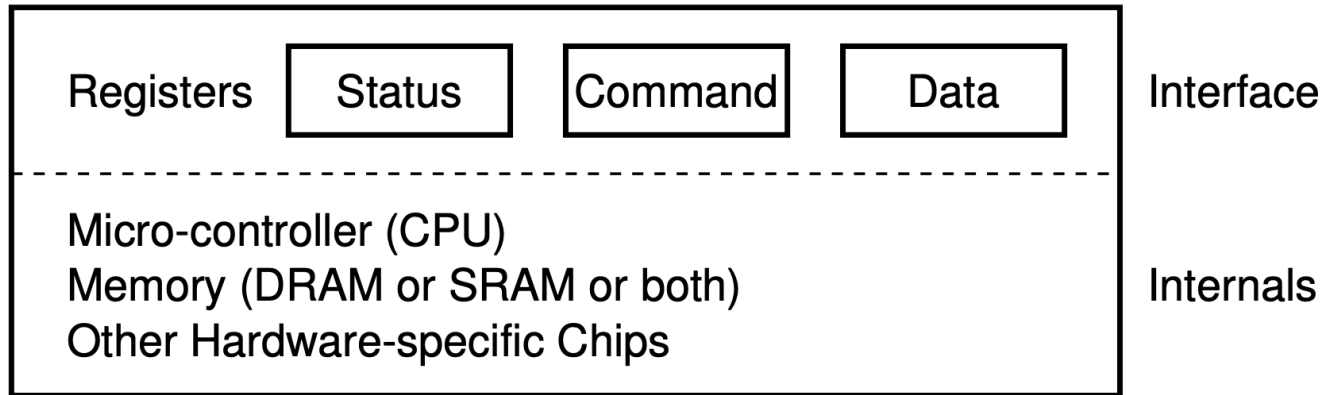 Registers Status Command Data Interface
Micro-controller (CPU)
Memory (DRAM or SRAM or both) Internals
Other Hardware-specific Chips